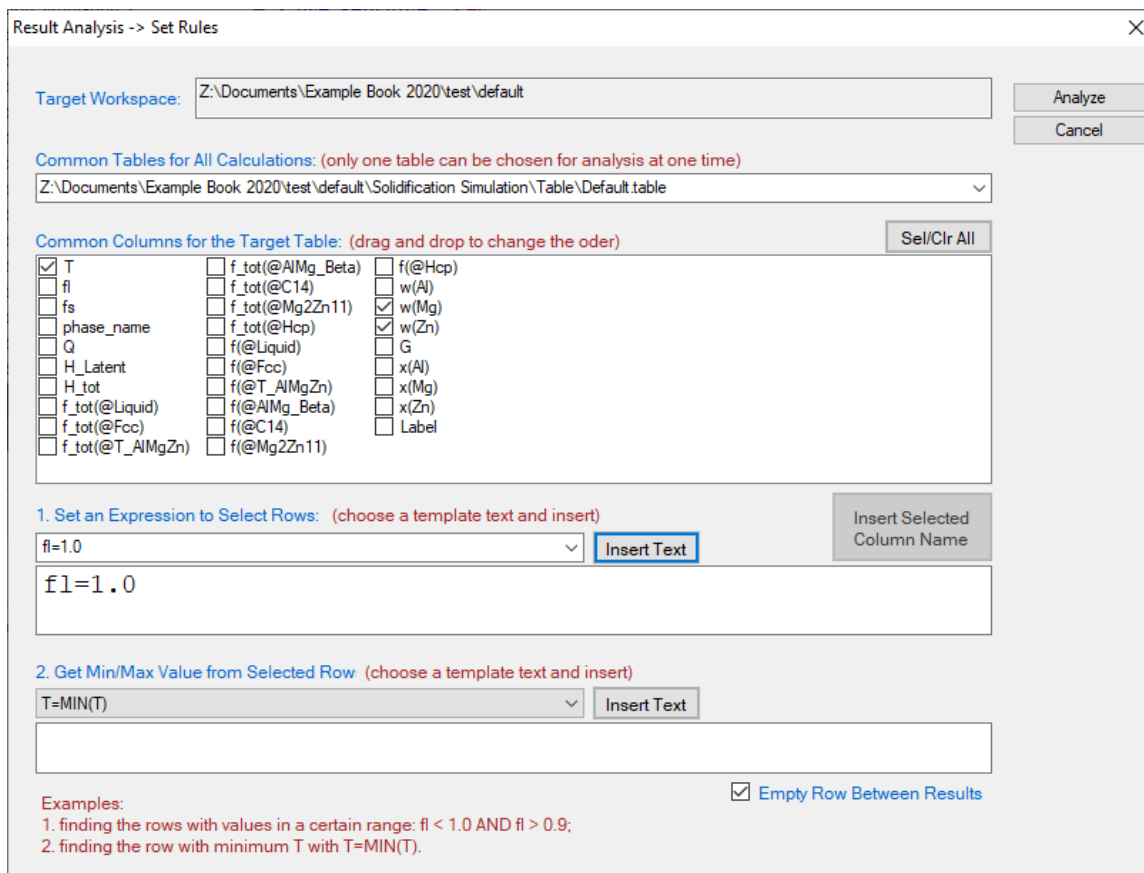 Result Analysis -> Set Rules
Target Workspace:
Z:\Documents\Example Book 2020\test\default
Analyze
Cancel
Common Tables for All Calculations: (only one table can be chosen for analysis at one time)
Z:\Documents\Example Book 2020\test\default\Solidification Simulation\Table\Default.table
Common Columns for the Target Table: (drag and drop to change the oder)
Sel/Clr All
T
fl
fs
phase_name
Q
H_Latent
H_tot
f_tot(@Liquid)
f_tot(@Fcc)
f_tot(@T_AlMgZn)
f_tot(@AlMg_Beta)
f_tot(@C14)
f_tot(@Mg2Zn11)
f_tot(@Hcp)
f(@Liquid)
f(@Fcc)
f(@T_AlMgZn)
f(@AlMg_Beta)
f(@C14)
f(@Mg2Zn11)
f(@Hcp)
w(Al)
w(Mg)
w(Zn)
G
x(Al)
x(Mg)
x(Zn)
Label
1. Set an Expression to Select Rows: (choose a template text and insert)
Insert Selected
Column Name
fl=1.0
Insert Text
fl=1.0
2. Get Min/Max Value from Selected Row (choose a template text and insert)
T=MIN(T)
Insert Text
Empty Row Between Results
Examples:
1. finding the rows with values in a certain range: fl < 1.0 AND fl > 0.9;
2. finding the row with minimum T with T=MIN(T).